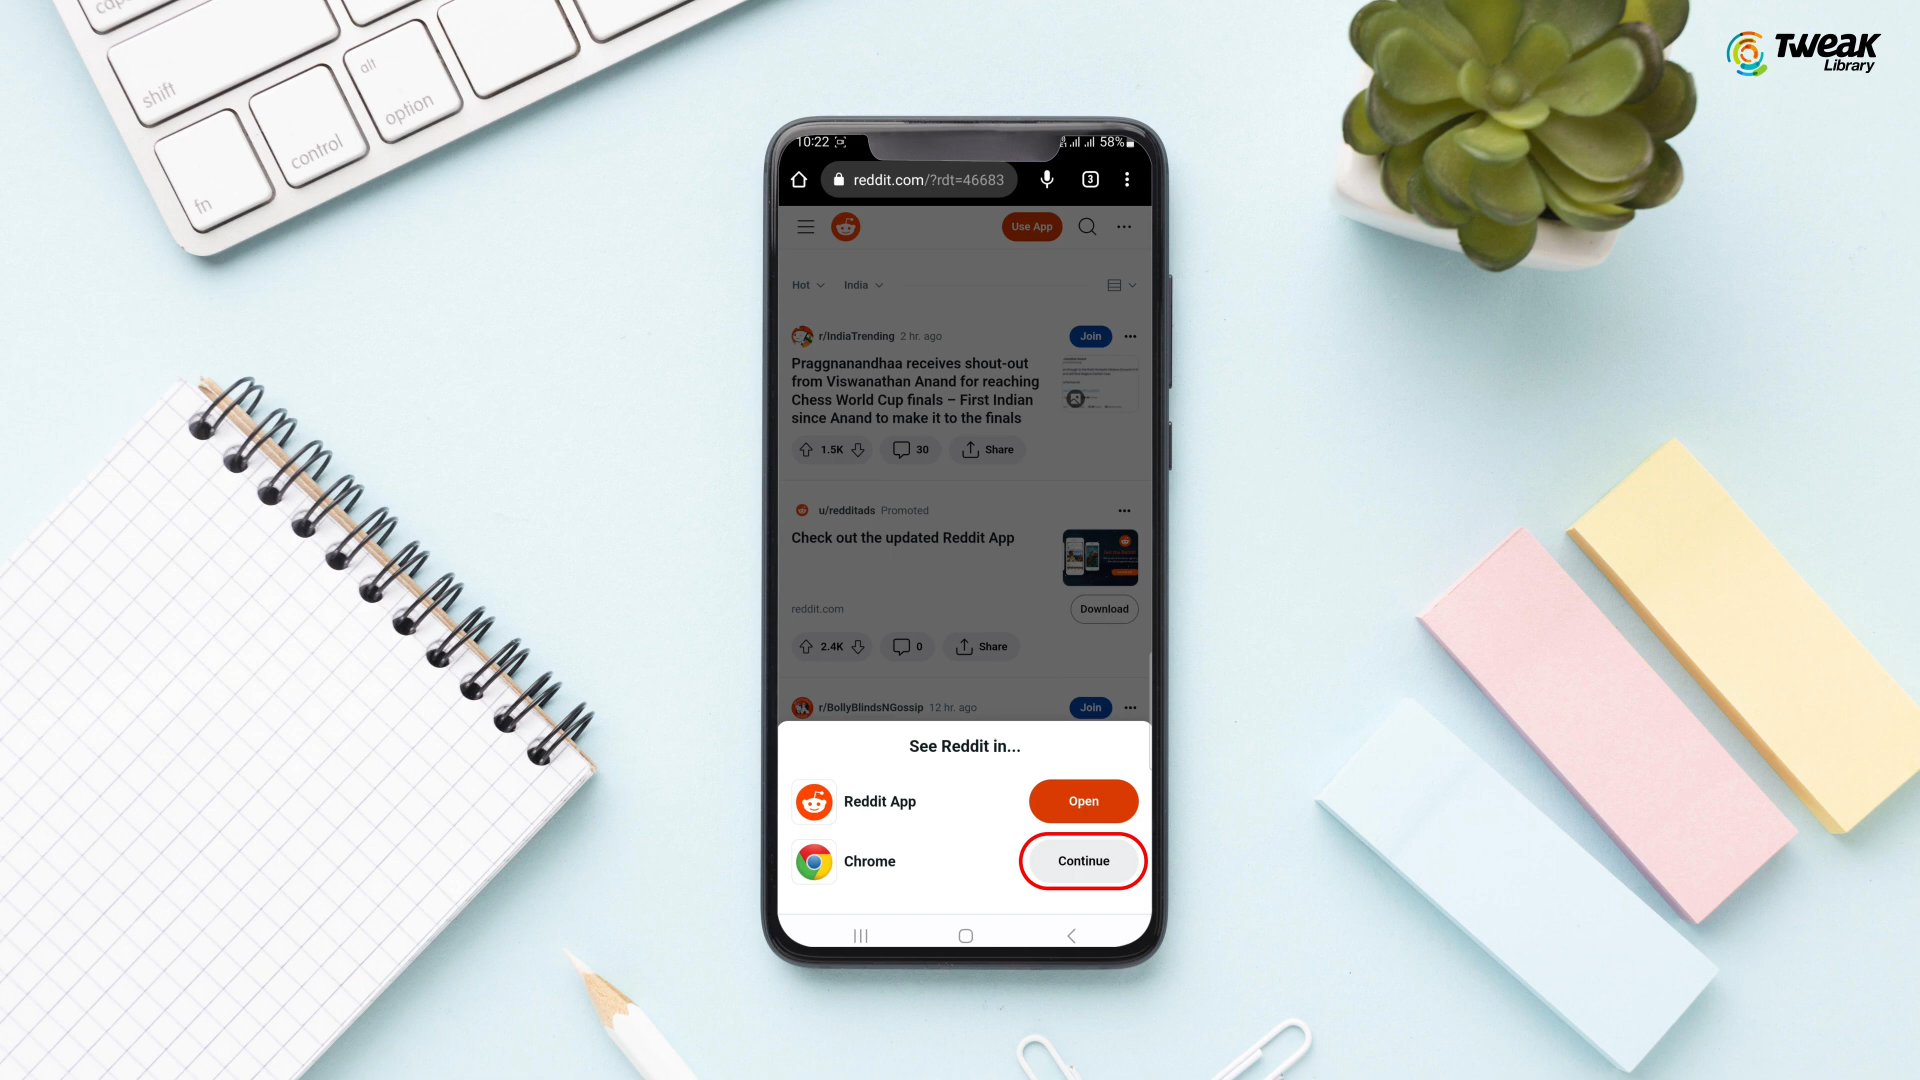 caps
shift
alt
option
control
fn
TWEAK
Library
10:22
58%
reddit.com/?rdt=46683
3
Use App
Hot
India
r/IndiaTrending 2 hr. ago
Join
Praggnanandhaa receives shout-out
from Viswanathan Anand for reaching
Chess World Cup finals – First Indian
since Anand to make it to the finals
1.5K
30
Share
u/redditads Promoted
Check out the updated Reddit App
reddit.com
Download
2.4K
0
Share
r/BollyBlindsNGossip 12 hr. ago
Join
See Reddit in...
Reddit App
Open
Chrome
Continue